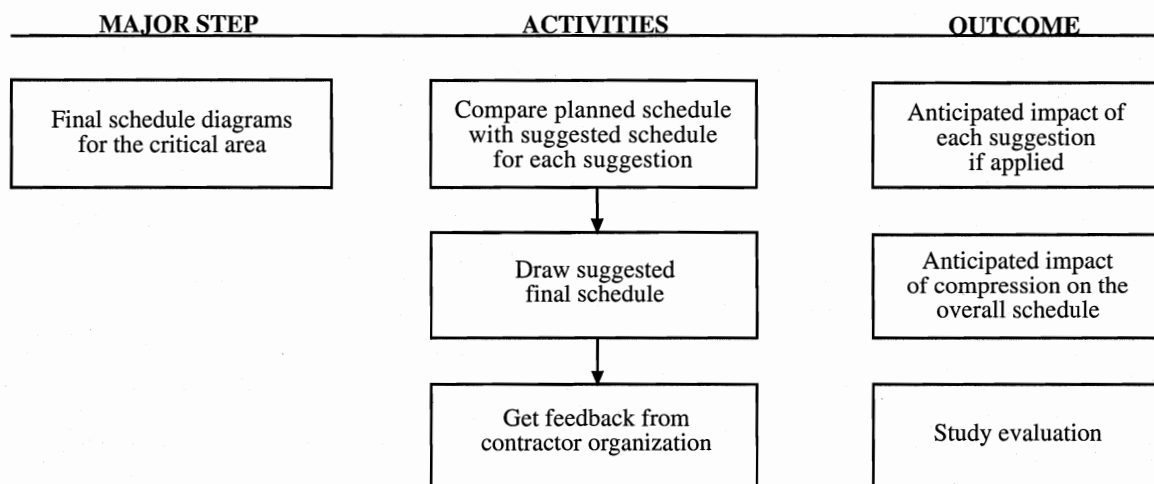 MAJOR STEP
ACTIVITIES
OUTCOME
Final schedule diagrams
for the critical area
Compare planned schedule
with suggested schedule
for each suggestion
Anticipated impact of
each suggestion
if applied
Draw suggested
final schedule
Anticipated impact
of compression on the
overall schedule
Get feedback from
contractor organization
Study evaluation